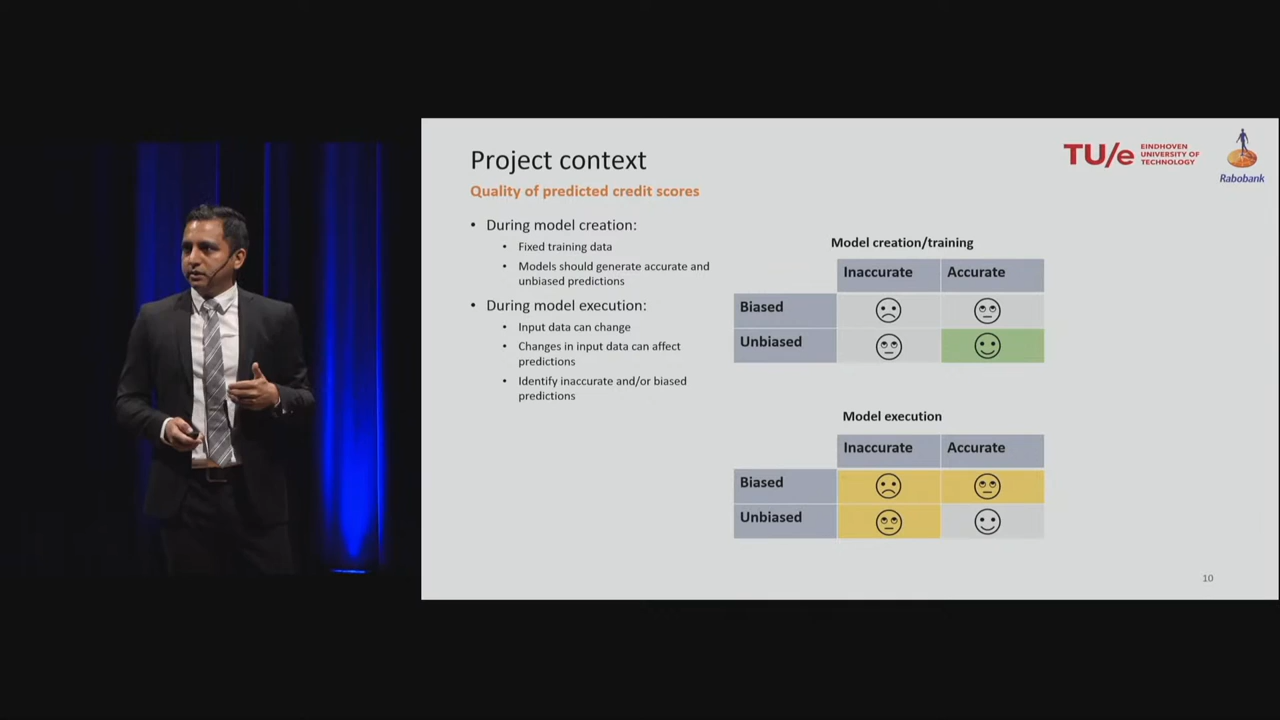 Project context
Quality of predicted credit scores
• During model creation:
• Fixed training data
• Models should generate accurate and
unbiased predictions
• During model execution:
• Input data can change
• Changes in input data can affect
predictions
• Identify inaccurate and/or biased
predictions
TU/e EINDHOVEN
UNIVERSITY OF
TECHNOLOGY
Rabobank
Model creation/training
Inaccurate Accurate
Biased
Unbiased
Model execution
Inaccurate Accurate
Biased
Unbiased
10